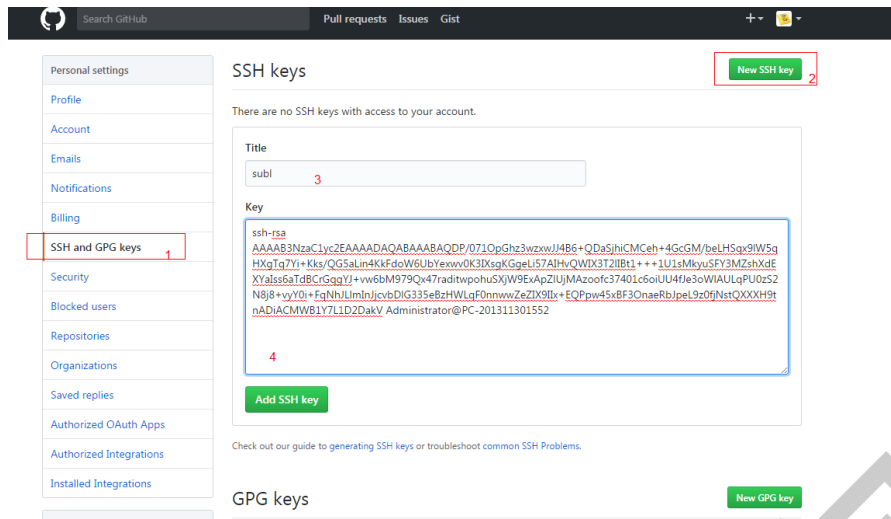 Search GitHub
Pull requests Issues Gist
Personal settings
Profile
Account
Emails
Notifications
Billing
SSH and GPG keys
1
Security
Blocked users
Repositories
Organizations
Saved replies
Authorized OAuth Apps
Authorized Integrations
Installed Integrations
SSH keys
New SSH key
2
There are no SSH keys with access to your account.
Title
subl
3
Key
ssh-rsa
AAAAB3NzaC1yc2EAAAADAQABAAABAQDP/071OpGhz3wzxwJJ4B6+QDaSjhiCMCeh+4GcGM/beLHSqx9IW5q
HXgTq7Yi+Kks/QG5aLin4KkFdoW6UbYexwv0K3IXsgKGgeLi57AIHvQWIX3T2IIBt1+++1U1sMkyuSFY3MZshXdE
XYaIss6aTdBCrGqgYJ+vw6bM979Qx47raditwpohuSXjW9ExApZIUjMAzoofc37401c6oiUU4fJe3oWIAULqPU0zS2
N8j8+vyY0i+FqNhJLImInJjcvbDIG335eBzHWLqF0nnwwZeZIX9IIx+EQPpw45xBF3OnaeRbJpeL9z0fjNstQXXXH9t
nADiACMWB1Y7L1D2DakV Administrator@PC-201311301552
4
Add SSH key
Check out our guide to generating SSH keys or troubleshoot common SSH Problems.
GPG keys
New GPG key